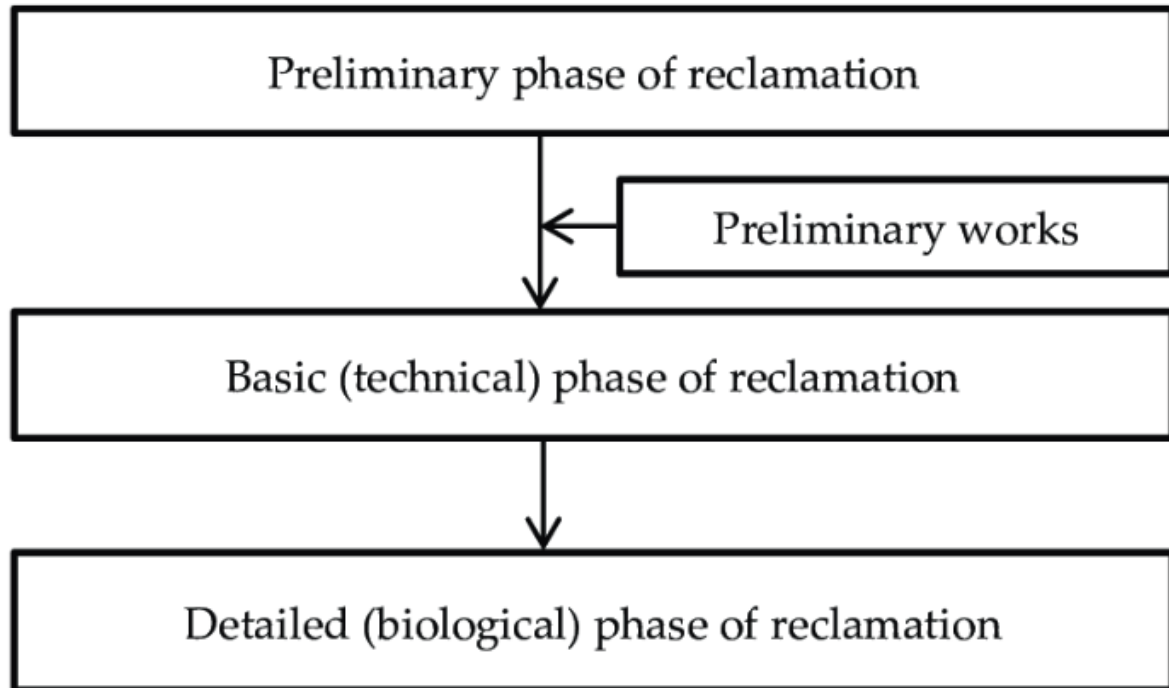 Preliminary phase of reclamation
Preliminary works
Basic (technical) phase of reclamation
Detailed (biological) phase of reclamation